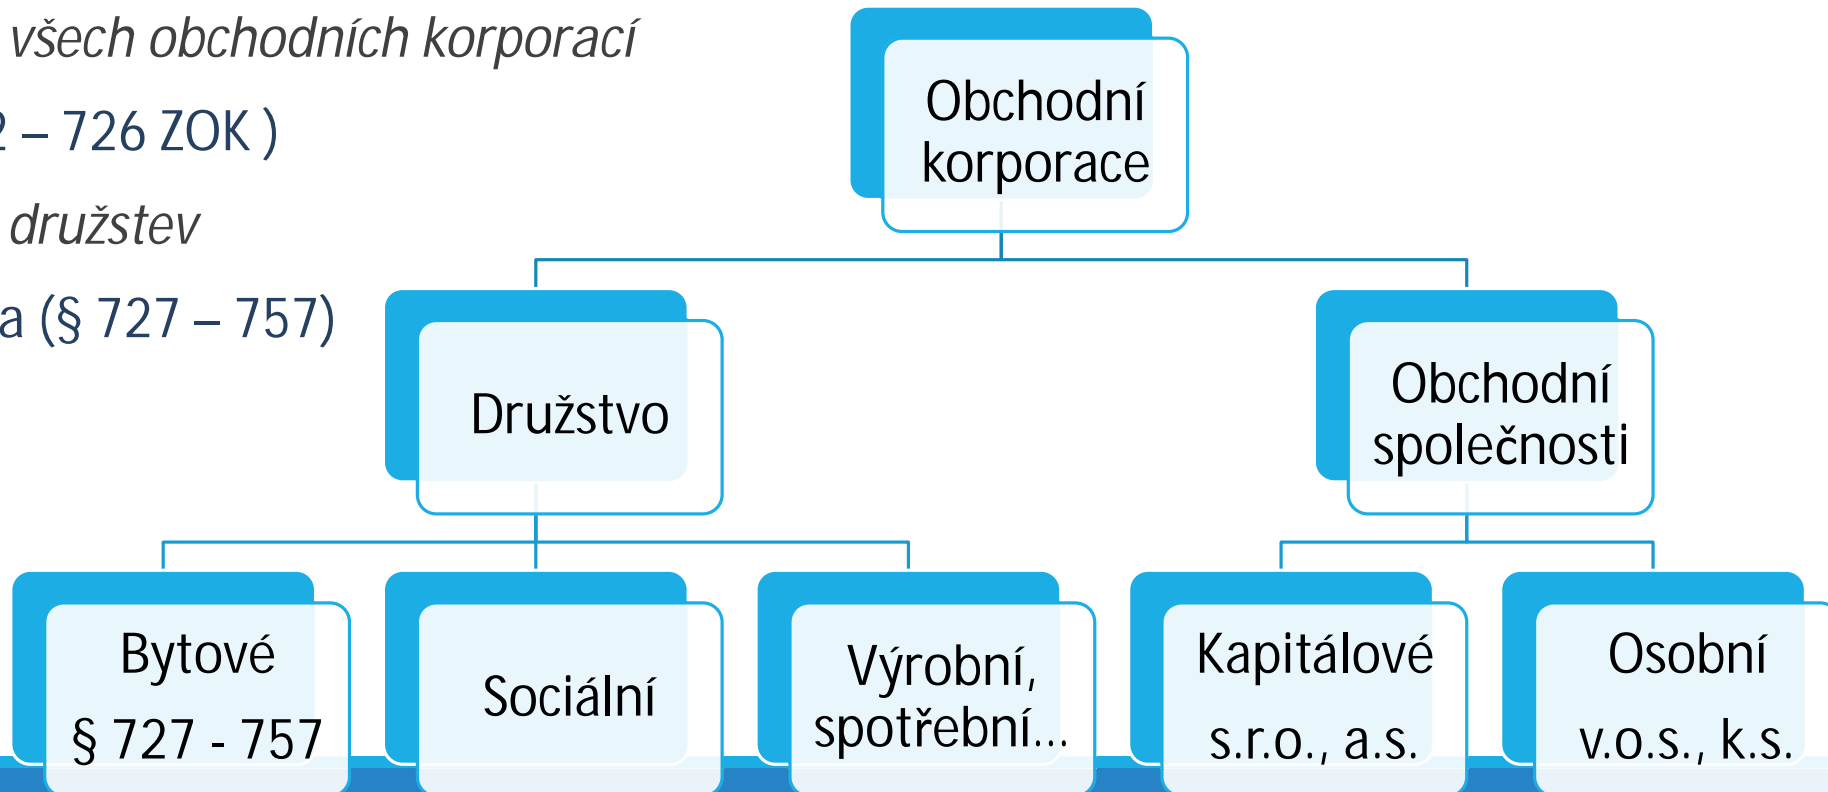 všech obchodních korporací
2 – 726 ZOK )
družstev
a (§ 727 – 757)
Obchodní
korporace
Družstvo
Obchodní
společnosti
Bytové
§ 727 - 757
Sociální
Výrobní,
spotřební...
Kapitálové
s.r.o., a.s.
Osobní
v.o.s., k.s.